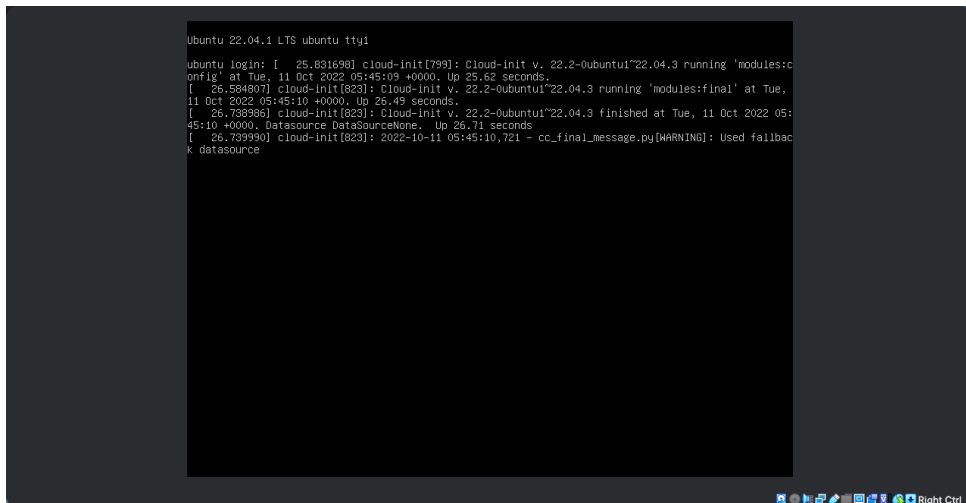 Ubuntu 22.04.1 LTS ubuntu tty1
ubuntu login: [   25.831698] cloud-init[799]: Cloud-init v. 22.2-0ubuntu1~22.04.3 running 'modules:c
onfig' at Tue, 11 Oct 2022 05:45:09 +0000. Up 25.62 seconds.
[   26.584807] cloud-init[823]: Cloud-init v. 22.2-0ubuntu1~22.04.3 running 'modules:final' at Tue,
11 Oct 2022 05:45:10 +0000. Up 26.49 seconds.
[   26.738986] cloud-init[823]: Cloud-init v. 22.2-0ubuntu1~22.04.3 finished at Tue, 11 Oct 2022 05:
45:10 +0000. Datasource DataSourceNone.  Up 26.71 seconds
[   26.739990] cloud-init[823]: 2022-10-11 05:45:10,721 - cc_final_message.py[WARNING]: Used fallbac
k datasource
Right Ctrl